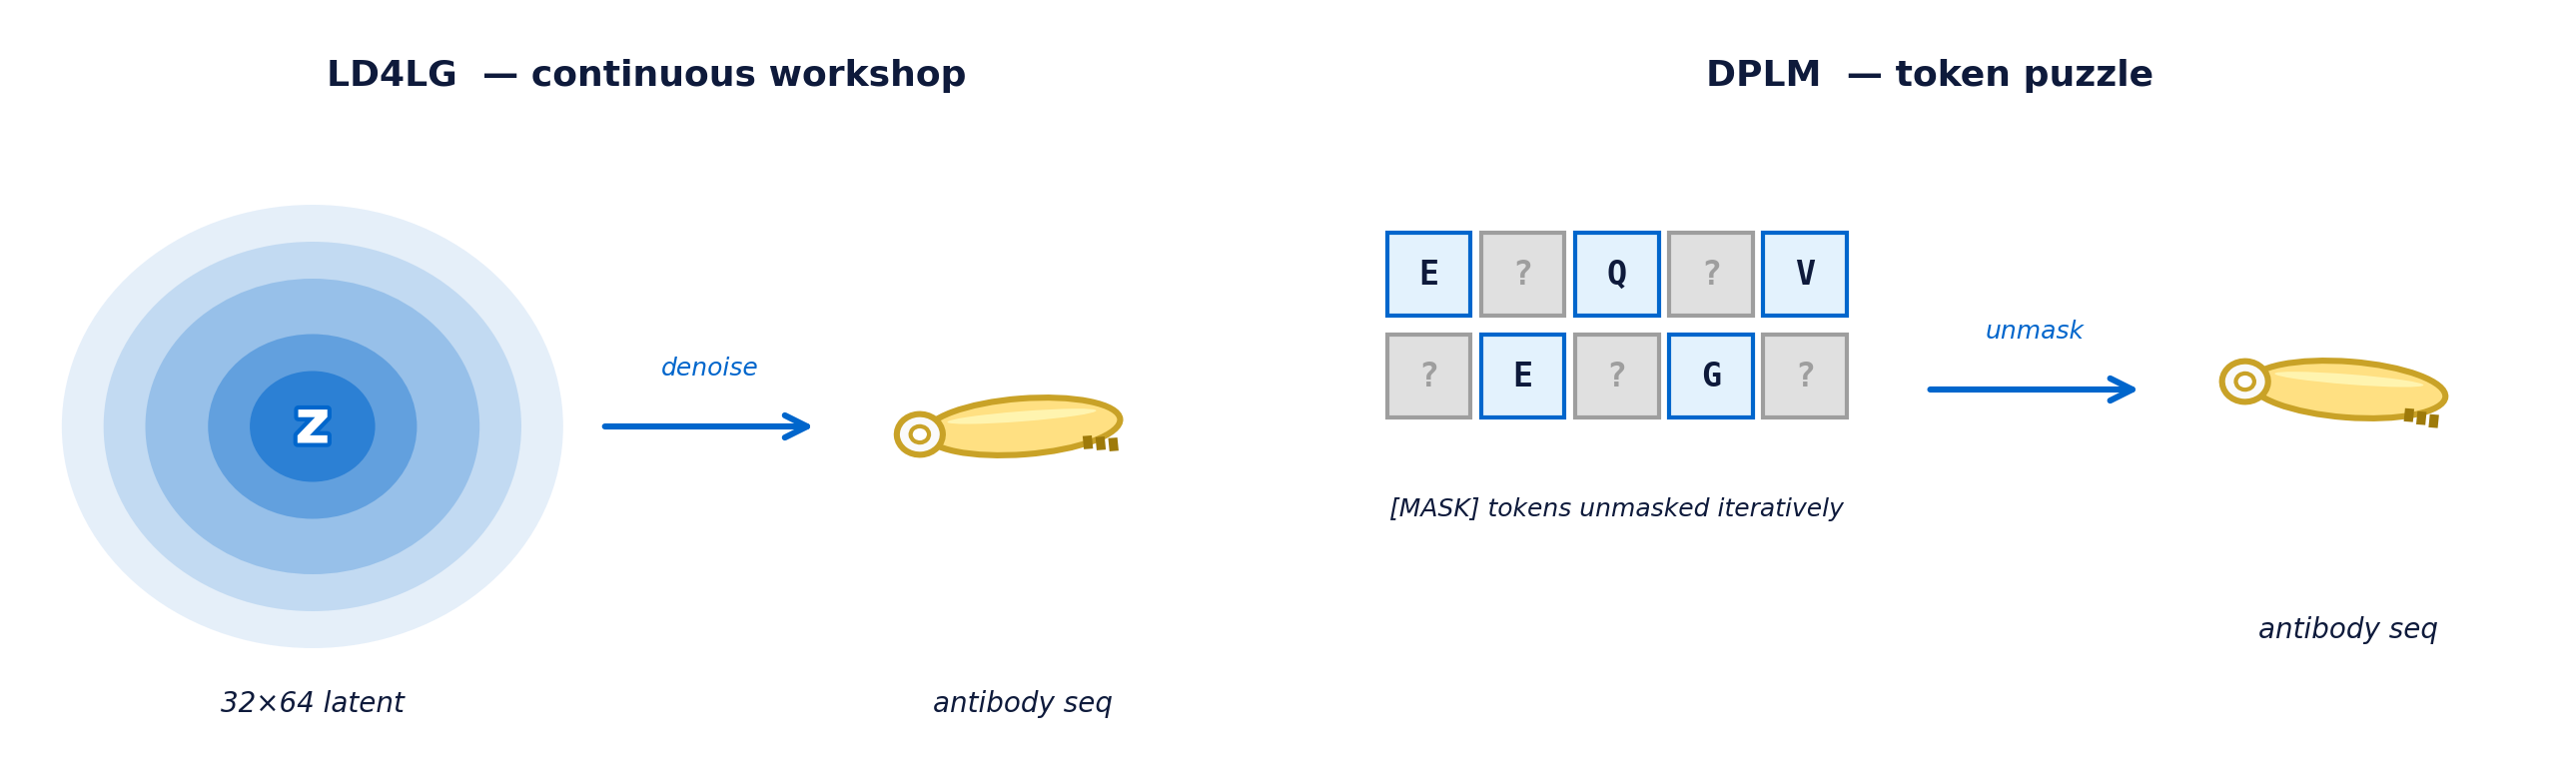 LD4LG — continuous workshop
z
denoise
32×64 latent
antibody seq
DPLM — token puzzle
E ? Q ? V
? E ? G ?
[MASK] tokens unmasked iteratively
unmask
antibody seq